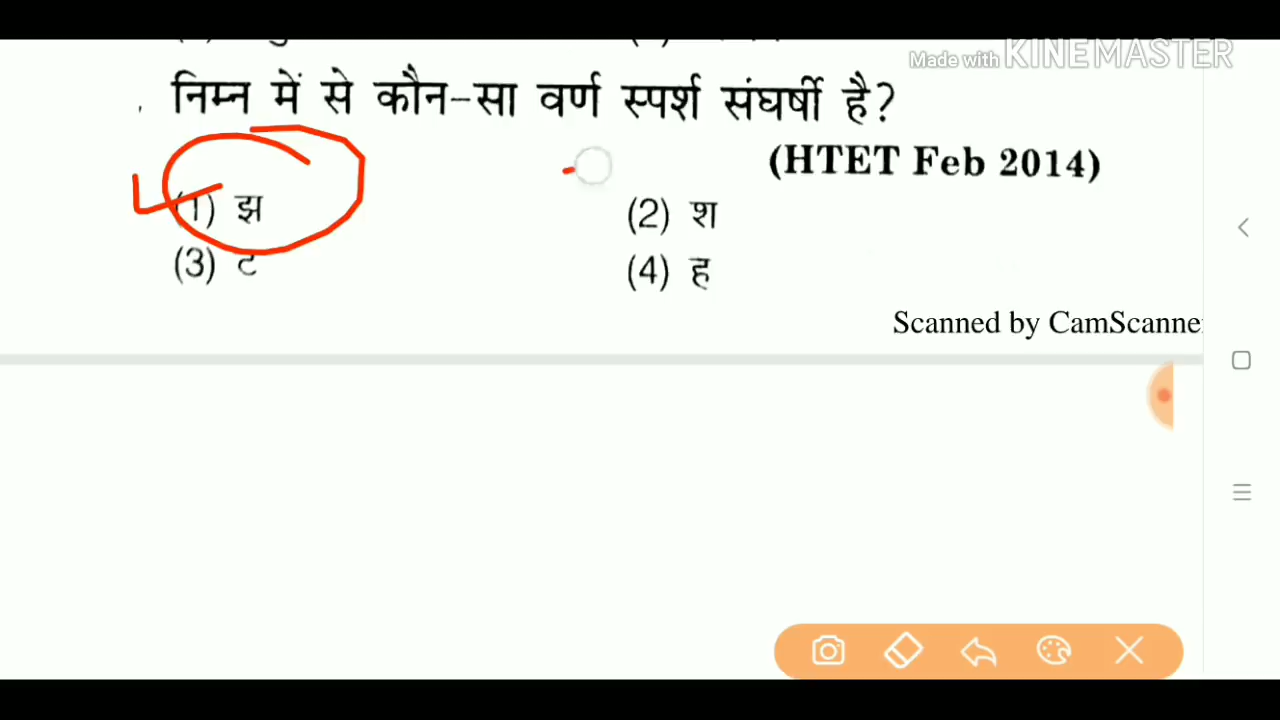 Made with KINEMASTER
निम्न में से कौन-सा वर्ण स्पर्श संघर्षी है?
(HTET Feb 2014)
(1) झ
(2) श
(3) ट
(4) ह
Scanned by CamScanne